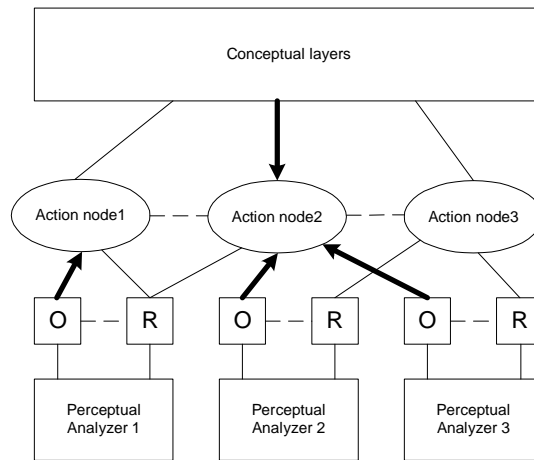 Conceptual layers
Action node1
Action node2
Action node3
O
R
O
R
O
R
Perceptual
Analyzer 1
Perceptual
Analyzer 2
Perceptual
Analyzer 3